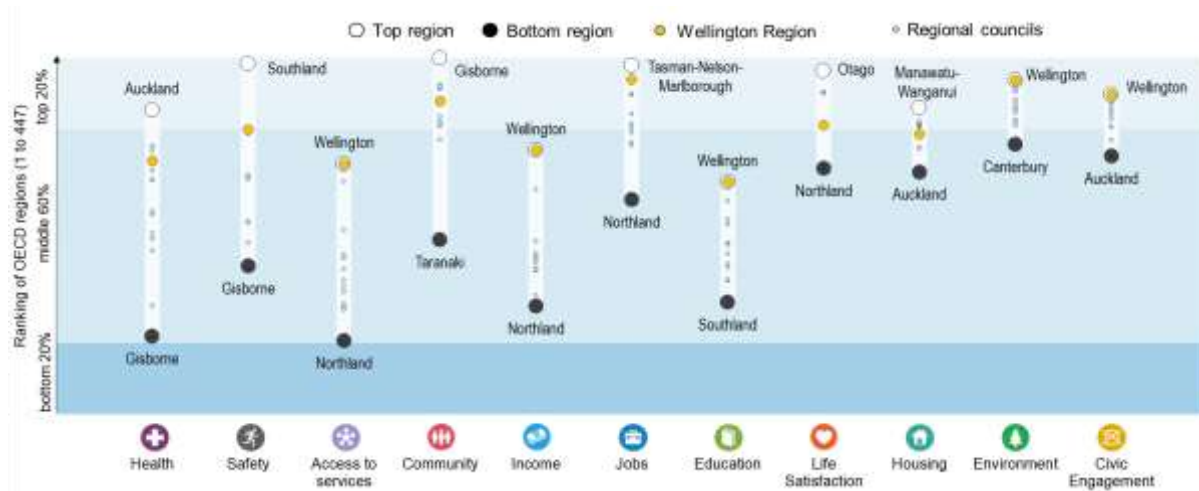 Top region Bottom region Wellington Region Regional councils
Ranking of OECD regions (1 to 447)
top 20%
middle 60%
bottom 20%
Auckland
Gisborne
Southland
Gisborne
Wellington
Northland
Gisborne
Taranaki
Wellington
Northland
Tasman-Nelson-
Marlborough
Northland
Wellington
Southland
Otago
Northland
Manawatu-
Wanganui
Auckland
Wellington
Canterbury
Wellington
Auckland
Health
Safety
Access to
services
Community
Income
Jobs
Education
Life
Satisfaction
Housing
Environment
Civic
Engagement